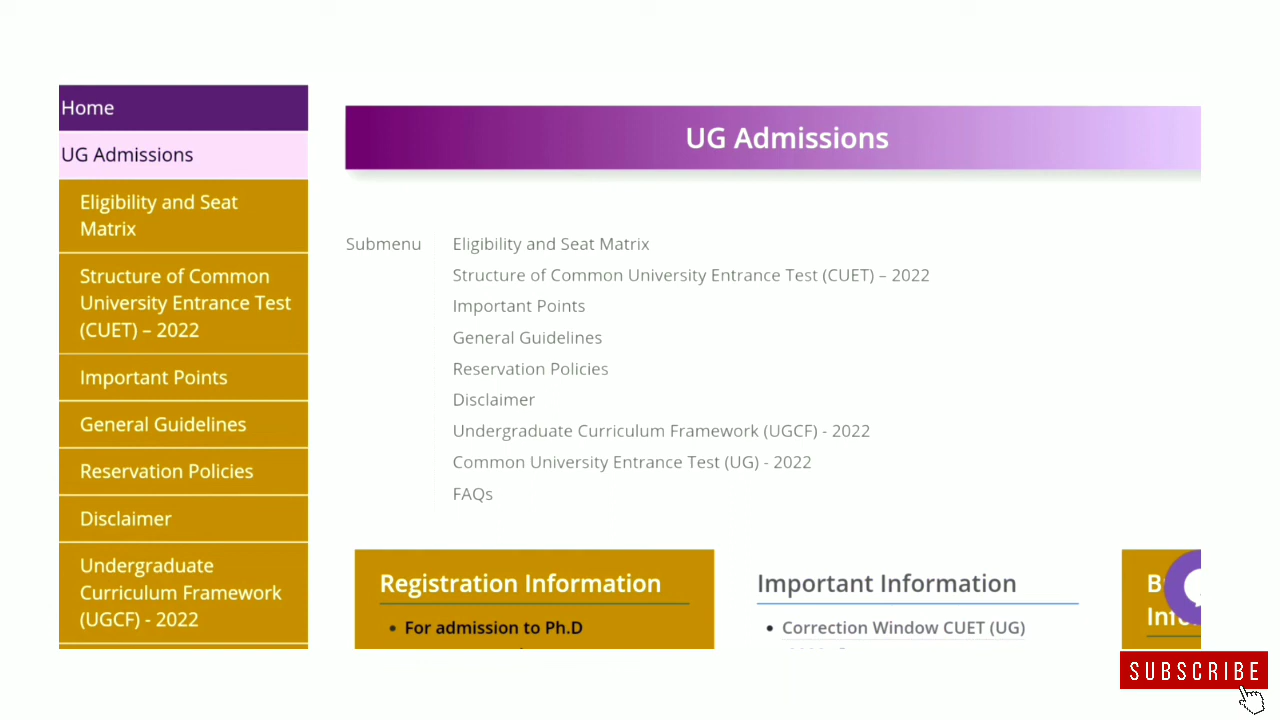 Home
UG Admissions
Eligibility and Seat
Matrix
Structure of Common
University Entrance Test
(CUET) – 2022
Important Points
General Guidelines
Reservation Policies
Disclaimer
Undergraduate
Curriculum Framework
(UGCF) - 2022
UG Admissions
Submenu
Eligibility and Seat Matrix
Structure of Common University Entrance Test (CUET) – 2022
Important Points
General Guidelines
Reservation Policies
Disclaimer
Undergraduate Curriculum Framework (UGCF) - 2022
Common University Entrance Test (UG) - 2022
FAQs
Registration Information
For admission to Ph.D
Important Information
Correction Window CUET (UG)
SUBSCRIBE